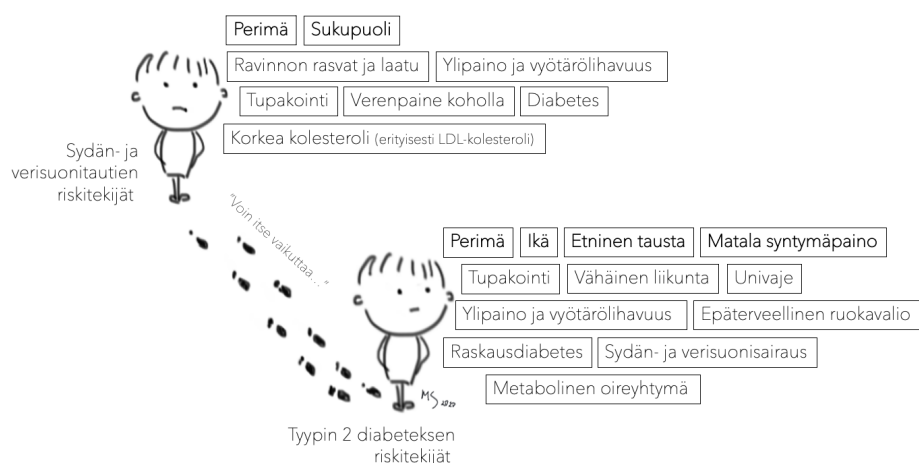 Perimä Sukupuoli
Ravinnon rasvat ja laatu Ylipaino ja vyötärölihavuus
Tupakointi Verenpaine koholla Diabetes
Korkea kolesteroli (erityisesti LDL-kolesteroli)
Sydän- ja
verisuonitautien
riskitekijät
"Voin itse vaikuttaa..."
Perimä Ikä Etninen tausta Matala syntymäpaino
Tupakointi Vähäinen liikunta Univaje
Ylipaino ja vyötärölihavuus Epäterveellinen ruokavalio
Raskausdiabetes Sydän- ja verisuonisairaus
Metabolinen oireyhtymä
MS
Tyypin 2 diabeteksen
riskitekijät